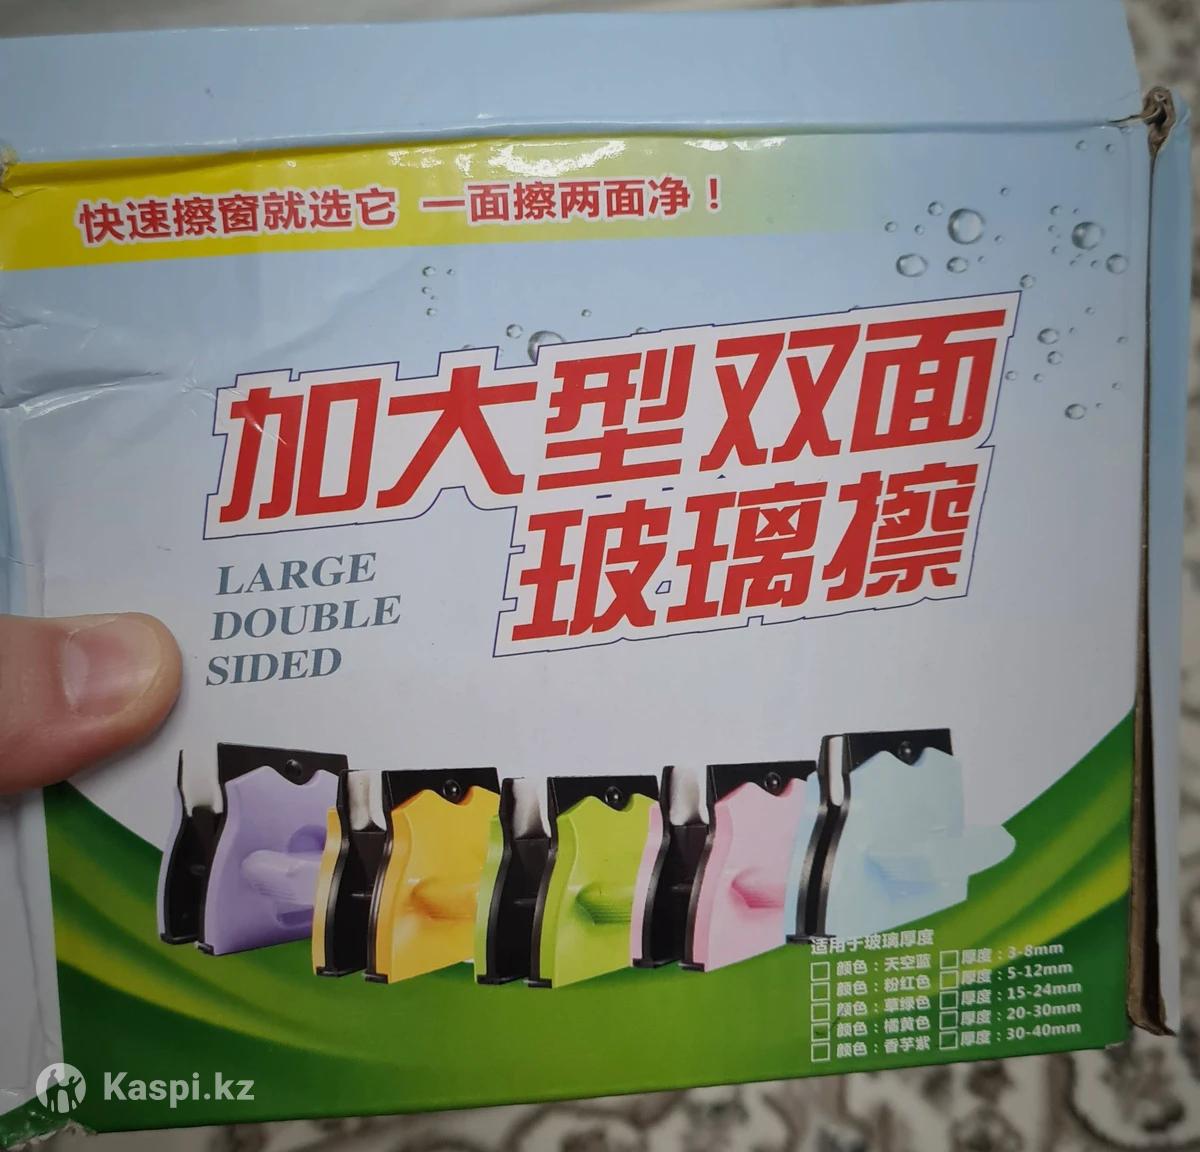 快速擦窗就选它 一面擦两面净！
加大型双面
玻璃擦
LARGE
DOUBLE
SIDED
适用于玻璃厚度
颜色：天空蓝 厚度：3-8mm
颜色：粉红色 厚度：5-12mm
颜色：草绿色 厚度：15-24mm
颜色：橘黄色 厚度：20-30mm
颜色：香芋紫 厚度：30-40mm
Kaspi.kz